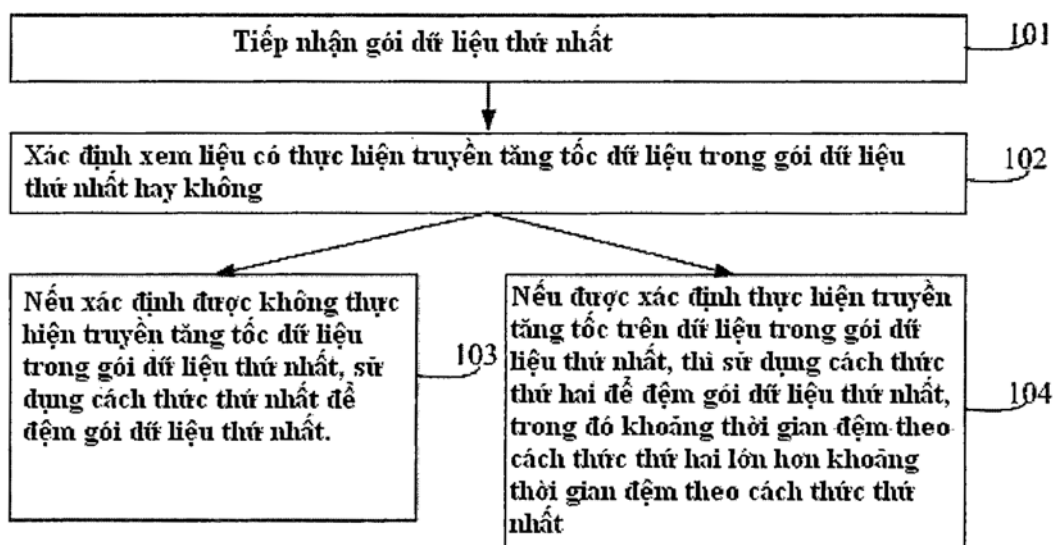 Tiếp nhận gói dữ liệu thứ nhất
101
Xác định xem liệu có thực hiện truyền tăng tốc dữ liệu trong gói dữ liệu
thứ nhất hay không
102
Nếu xác định được không thực
hiện truyền tăng tốc dữ liệu
trong gói dữ liệu thứ nhất, sử
dụng cách thức thứ nhất để
đệm gói dữ liệu thứ nhất.
103
Nếu được xác định thực hiện truyền
tăng tốc trên dữ liệu trong gói dữ
liệu thứ nhất, thì sử dụng cách thức
thứ hai để đệm gói dữ liệu thứ nhất,
trong đó khoảng thời gian đệm theo
cách thức thứ hai lớn hơn khoảng
thời gian đệm theo cách thức thứ
nhất
104